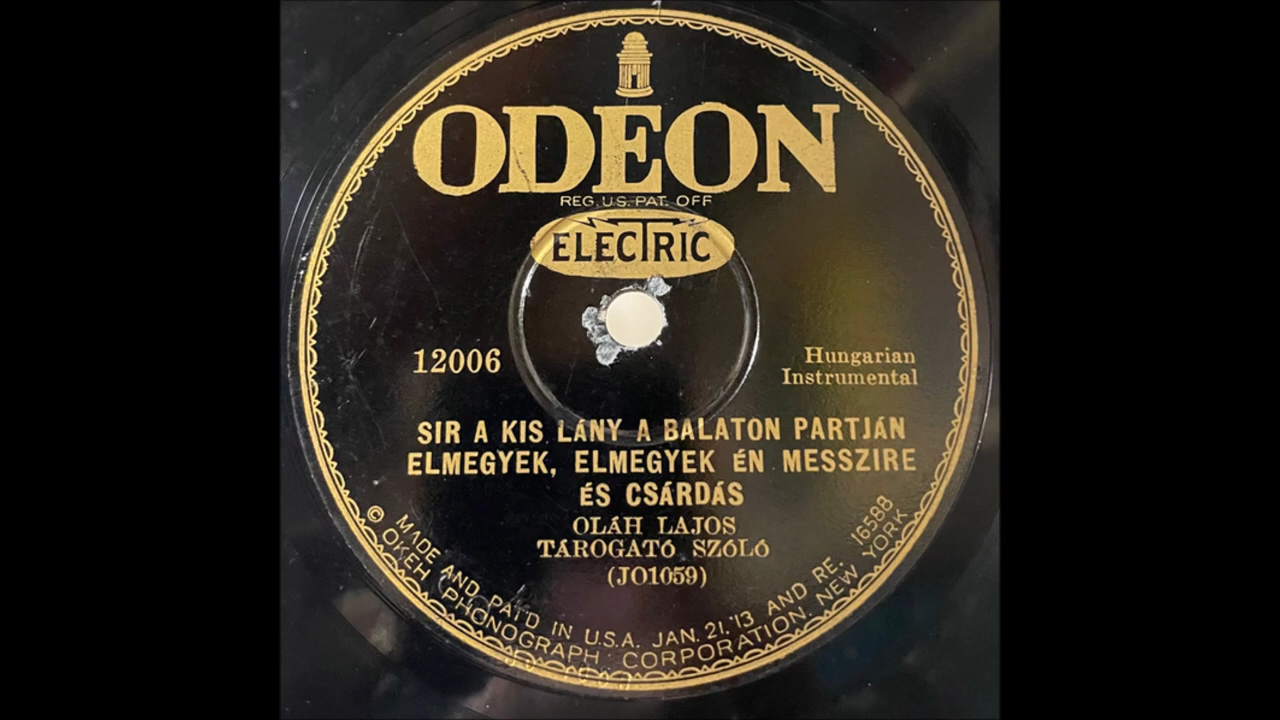 ODEON
REG. U.S. PAT. OFF
ELECTRIC
12006
Hungarian
Instrumental
SIR A KIS LÁNY A BALATON PARTJÁN
ELMEGYEK, ELMEGYEK ÉN MESSZIRE
ÉS CSÁRDÁS
OLÁH LAJOS
TÁROGATÓ SZÓLÓ
(JO1059)
MADE AND PAT'D IN U.S.A. JAN. 21, '13 AND RE. 16588
© OKEH PHONOGRAPH CORPORATION. NEW YORK